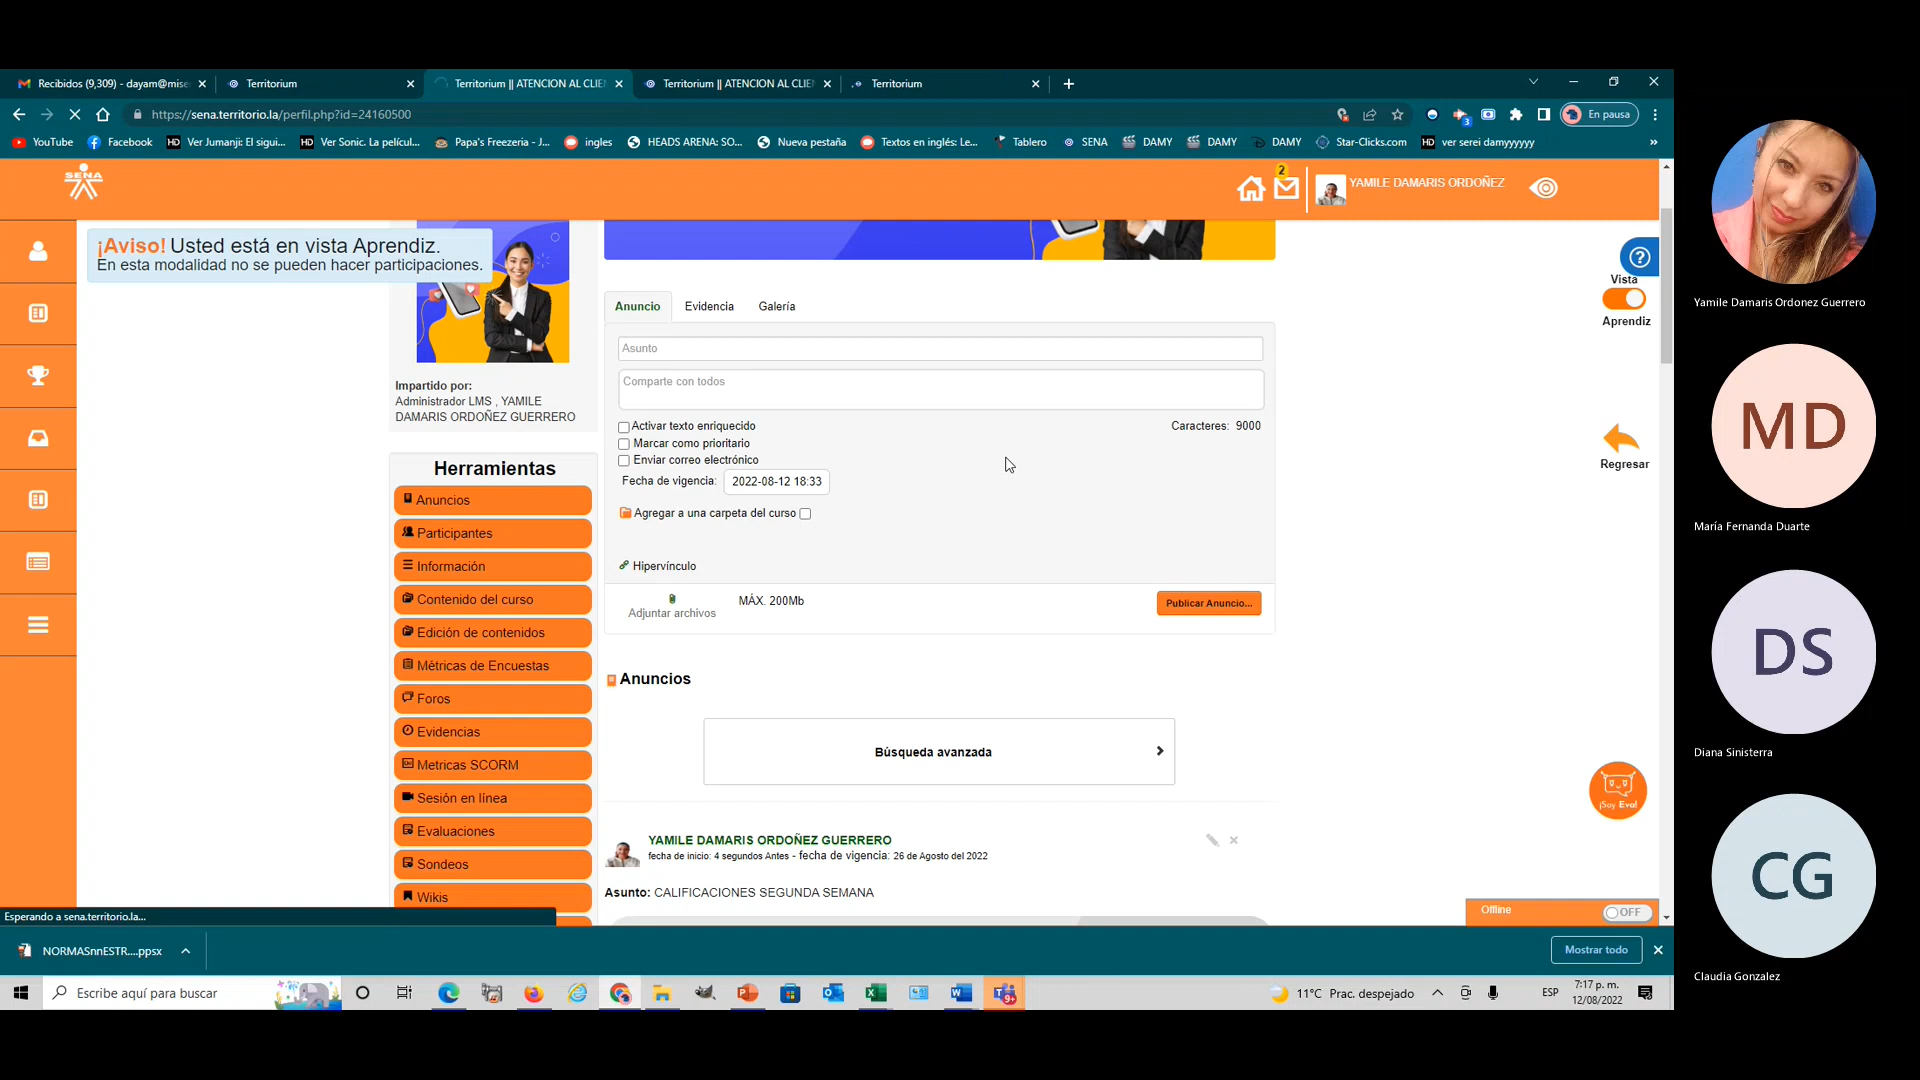 Recibidos (9,309) - dayam@mise
Territorium
Territorium || ATENCION AL CLIE
Territorium || ATENCION AL CLIE
Territorium
https://sena.territorio.la/perfil.php?id=24160500
3
En pausa
YouTube
Facebook
HD Ver Jumanji: El sigui...
HD Ver Sonic. La pelícu...
Papa's Freezeria - J...
ingles
HEADS ARENA: SO...
Nueva pestaña
Textos en inglés: Le...
Tablero
SENA
DAMY
DAMY
DAMY
Star-Clicks.com
HD ver serei damyyyyyy
»
SENA
2
YAMILE DAMARIS ORDOÑEZ
¡Aviso! Usted está en vista Aprendiz.
En esta modalidad no se pueden hacer participaciones.
?
Vista
Aprendiz
Regresar
Impartido por:
Administrador LMS , YAMILE
DAMARIS ORDOÑEZ GUERRERO
Herramientas
Anuncios
Participantes
Información
Contenido del curso
Edición de contenidos
Métricas de Encuestas
Foros
Evidencias
Metricas SCORM
Sesión en línea
Evaluaciones
Sondeos
Wikis
Anuncio
Evidencia
Galería
Asunto
Comparte con todos
Activar texto enriquecido
Caracteres: 9000
Marcar como prioritario
Enviar correo electrónico
Fecha de vigencia: 2022-08-12 18:33
Agregar a una carpeta del curso
Hipervínculo
Adjuntar archivos
MÁX. 200Mb
Publicar Anuncio...
Anuncios
Búsqueda avanzada
YAMILE DAMARIS ORDOÑEZ GUERRERO
fecha de inicio: 4 segundos Antes - fecha de vigencia: 26 de Agosto del 2022
Asunto: CALIFICACIONES SEGUNDA SEMANA
¡Soy Eva!
Offline
OFF
Esperando a sena.territorio.la...
NORMASnnESTR....ppsx
Mostrar todo
Escribe aquí para buscar
9+
11°C Prac. despejado
ESP
7:17 p. m.
12/08/2022
Yamile Damaris Ordonez Guerrero
MD
María Fernanda Duarte
DS
Diana Sinisterra
CG
Claudia Gonzalez